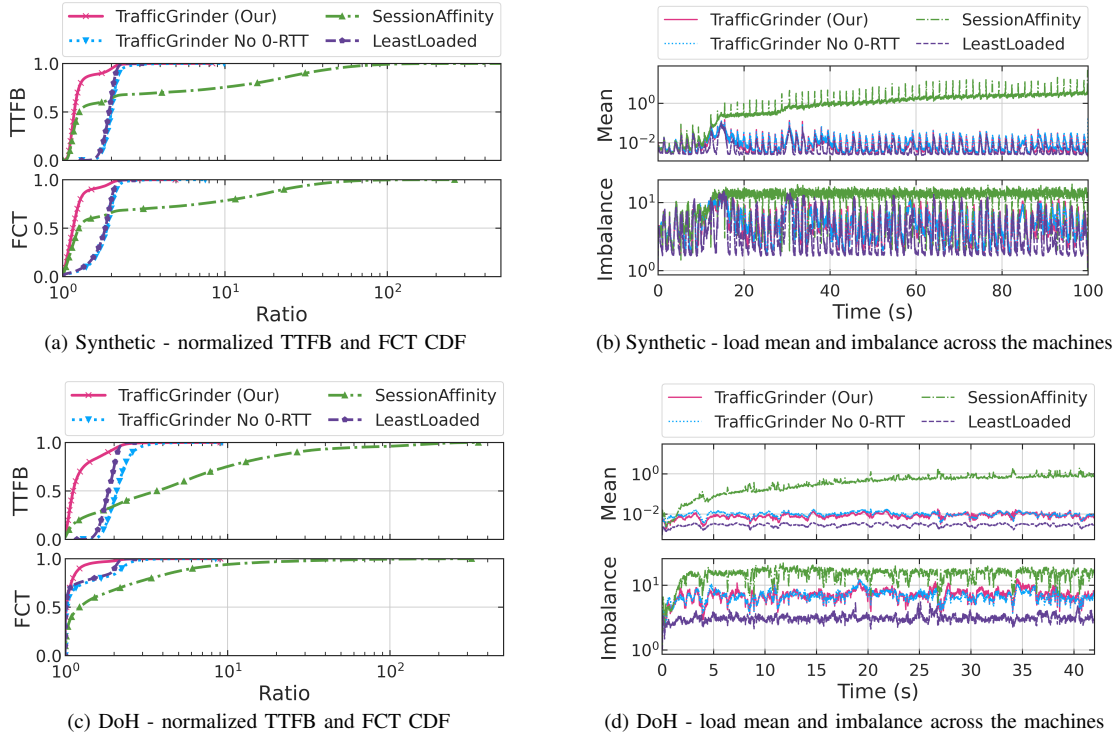 TrafficGrinder (Our) SessionAffinity
TrafficGrinder No 0-RTT LeastLoaded
1.0
TTFB
0.5
0.0
1.0
FCT
0.5
0.0
10^0 10^1 10^2
Ratio
(a) Synthetic - normalized TTFB and FCT CDF
TrafficGrinder (Our) SessionAffinity
TrafficGrinder No 0-RTT LeastLoaded
Mean
10^0
10^−2
Imbalance
10^1
10^0
0 20 40 60 80 100
Time (s)
(b) Synthetic - load mean and imbalance across the machines
TrafficGrinder (Our) SessionAffinity
TrafficGrinder No 0-RTT LeastLoaded
1.0
TTFB
0.5
0.0
1.0
FCT
0.5
0.0
10^0 10^1 10^2
Ratio
(c) DoH - normalized TTFB and FCT CDF
TrafficGrinder (Our) SessionAffinity
TrafficGrinder No 0-RTT LeastLoaded
Mean
10^0
10^−2
Imbalance
10^1
10^0
0 5 10 15 20 25 30 35 40
Time (s)
(d) DoH - load mean and imbalance across the machines